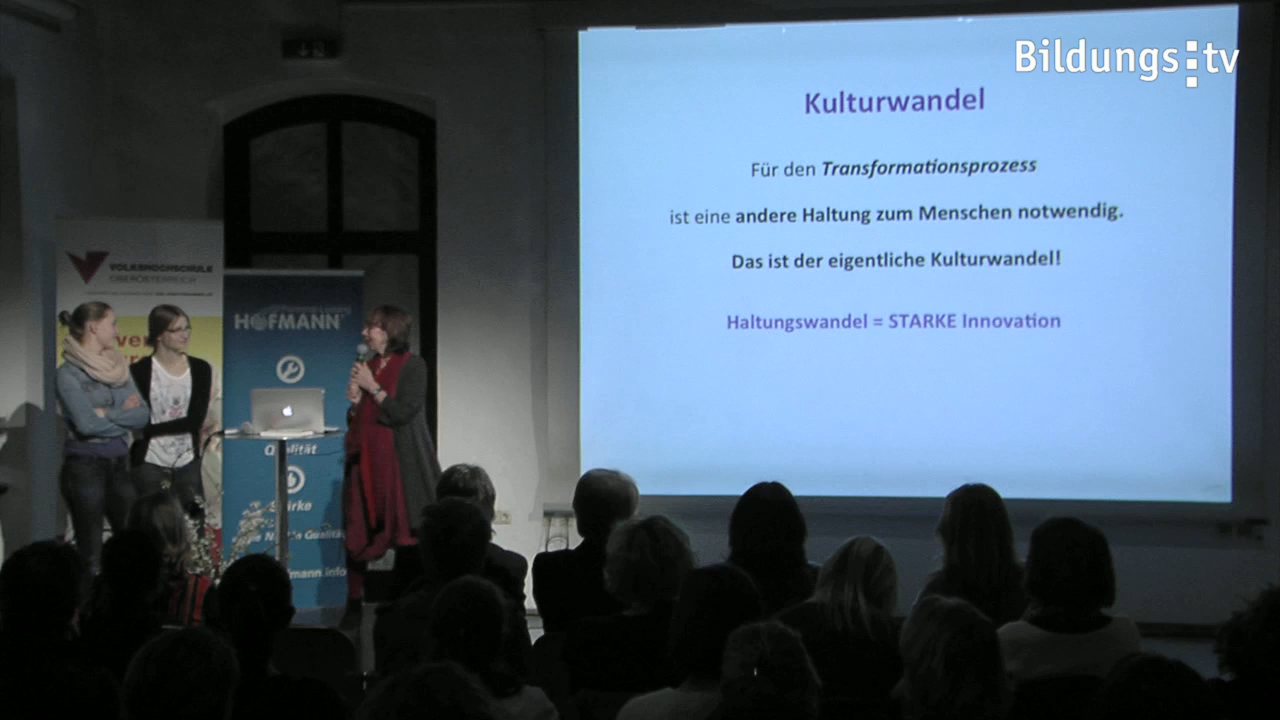 Bildungs:tv
Kulturwandel
Für den Transformationsprozess
ist eine andere Haltung zum Menschen notwendig.
Das ist der eigentliche Kulturwandel!
Haltungswandel = STARKE Innovation
VOLKSHOCHSCHULE
OBERÖSTERREICH
HOFMANN
Qualität